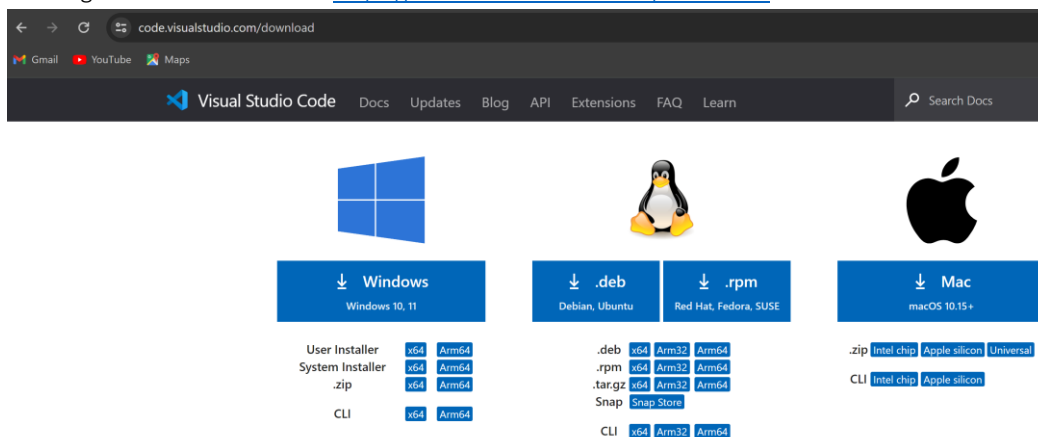 code.visualstudio.com/download
Gmail YouTube Maps
Visual Studio Code Docs Updates Blog API Extensions FAQ Learn Search Docs
Windows
Windows 10, 11
.deb
Debian, Ubuntu
.rpm
Red Hat, Fedora, SUSE
Mac
macOS 10.15+
User Installer x64 Arm64
System Installer x64 Arm64
.zip x64 Arm64
CLI x64 Arm64
.deb x64 Arm32 Arm64
.rpm x64 Arm32 Arm64
.tar.gz x64 Arm32 Arm64
Snap Snap Store
CLI x64 Arm32 Arm64
.zip Intel chip Apple silicon Universal
CLI Intel chip Apple silicon